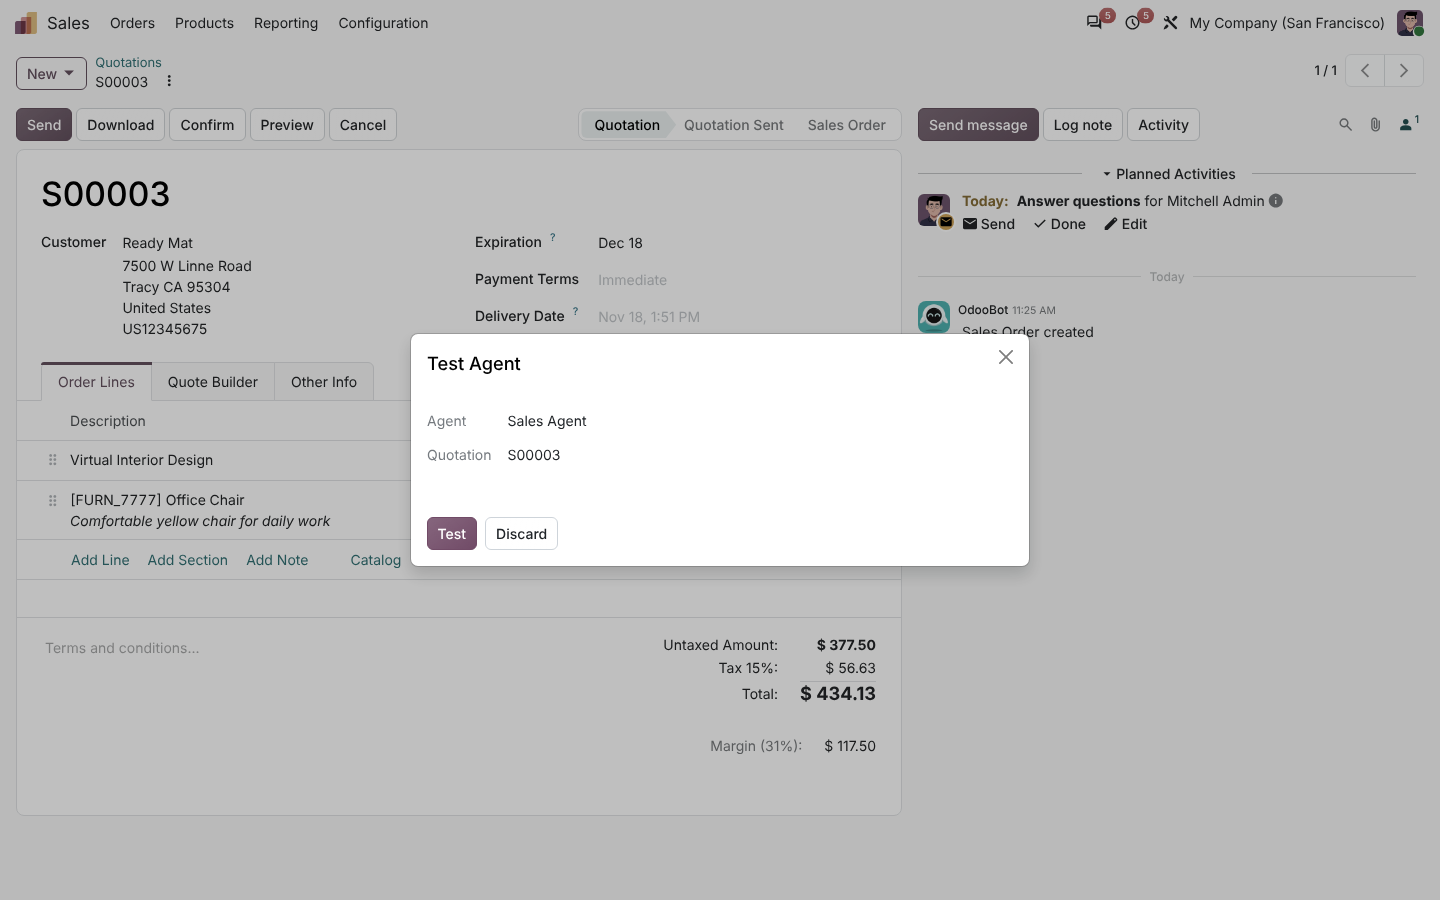 Sales Orders Products Reporting Configuration
5 5 My Company (San Francisco)
New Quotations
S00003
1 / 1
Send Download Confirm Preview Cancel
Quotation Quotation Sent Sales Order
Send message Log note Activity 1
S00003
Customer Ready Mat
7500 W Linne Road
Tracy CA 95304
United States
US12345675
Expiration ? Dec 18
Payment Terms Immediate
Delivery Date ? Nov 18, 1:51 PM
Planned Activities
Today: Answer questions for Mitchell Admin
Send Done Edit
Today
OdooBot 11:25 AM
Sales Order created
Order Lines Quote Builder Other Info
Description
Virtual Interior Design
[FURN_7777] Office Chair
Comfortable yellow chair for daily work
Add Line Add Section Add Note Catalog
Test Agent
Agent Sales Agent
Quotation S00003
Test Discard
Terms and conditions...
Untaxed Amount: $ 377.50
Tax 15%: $ 56.63
Total: $ 434.13
Margin (31%): $ 117.50